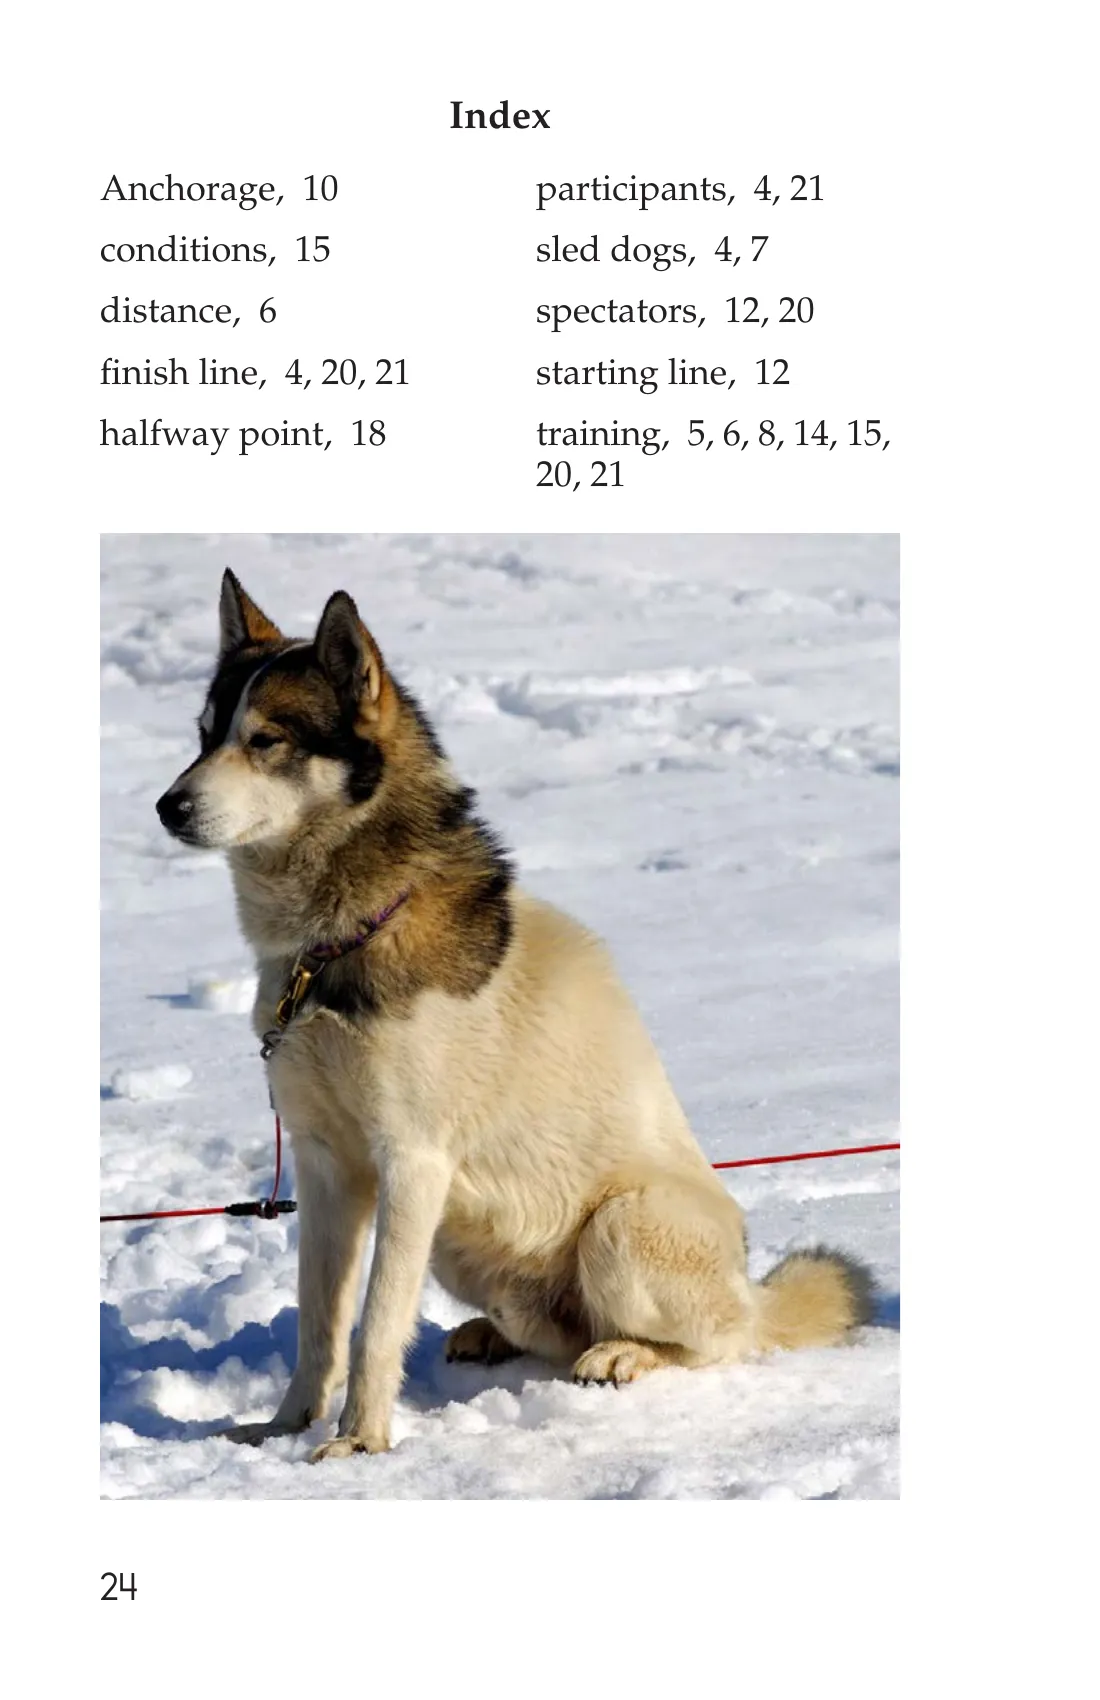 Index
Anchorage, 10
conditions, 15
distance, 6
finish line, 4, 20, 21
halfway point, 18
participants, 4, 21
sled dogs, 4, 7
spectators, 12, 20
starting line, 12
training, 5, 6, 8, 14, 15,
20, 21
24